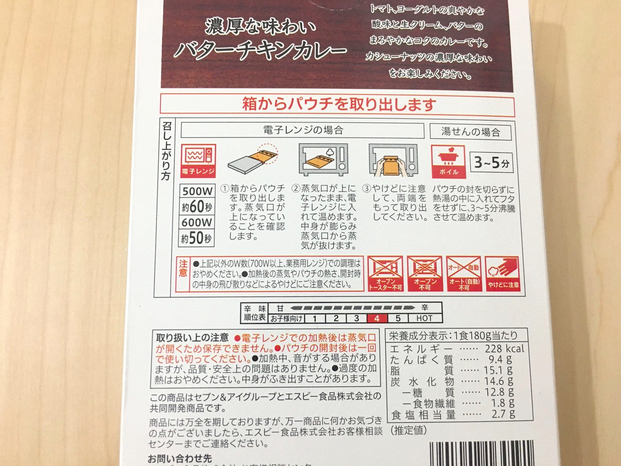 濃厚な味わい
バターチキンカレー
トマト、ヨーグルトの爽やかな
酸味と生クリーム、バターの
まろやかなコクのカレーです。
カシューナッツの濃厚な味わい
をお楽しみください。
箱からパウチを取り出します
召し上がり方
電子レンジの場合
電子レンジ
500W
約60秒
600W
約50秒
①箱からパウチ
を取り出しま
す。蒸気口が
上になってい
ることを確認
します。
②蒸気口が上に
なったまま、電
子レンジに入
れて温めます。
中身が膨らみ
蒸気口から蒸
気が抜けます。
③やけどに注意
して、両端を
もって取り出
してください。
湯せんの場合
ボイル
3~5分
パウチの封を切らずに
熱湯の中に入れてフタ
をせずに、3~5分沸騰
させて温めます。
注意
●上記以外のW数(700W以上、業務用レンジ)での調理は
おやめください。●加熱後の蒸気やパウチの熱さ、開封時
の中身の飛び散りなどによるやけどにご注意ください。
オーブン
トースター不可
オーブン
不可
オート(自動)
不可
やけどに注意
辛味
順位表
甘
辛
お子様向け 1 2 3 4 5 HOT
取り扱い上の注意 ●電子レンジでの加熱後は蒸気口
が開くため保存できません。●パウチの開封後は一回
で使い切ってください。●加熱中、音がする場合があり
ますが、品質・安全上の問題はありません。●過度の加
熱はおやめください。中身がふき出すことがあります。
この商品はセブン&アイグループとエスビー食品株式会社の
共同開発商品です。
商品には万全を期しておりますが、万一商品に何かお気づき
の点がございましたら、エスビー食品株式会社お客様相談
センターまでご連絡ください。
お問い合わせ先
栄養成分表示:1食180g当たり
エネルギー 228 kcal
たんぱく質 9.4 g
脂質 15.1 g
炭水化物 14.6 g
ー糖質 12.8 g
ー食物繊維 1.8 g
食塩相当量 2.7 g
(推定値)